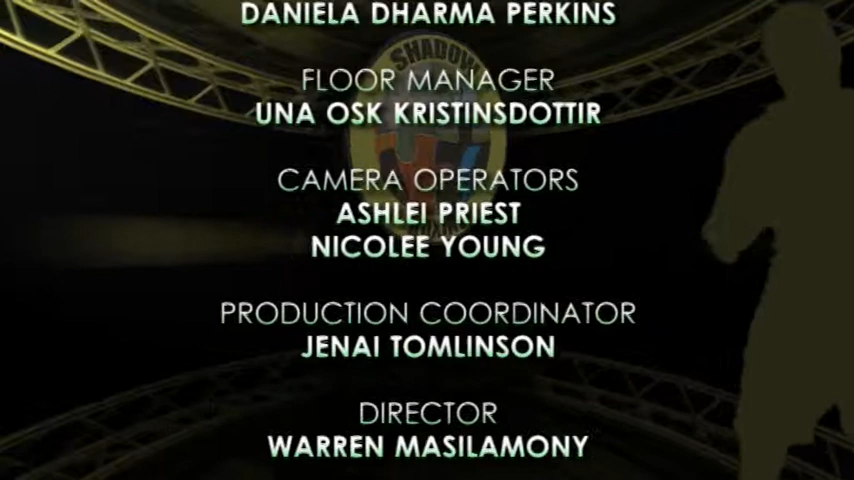 DANIELA DHARMA PERKINS
SHADOW
FLOOR MANAGER
UNA OSK KRISTINSDOTTIR
CAMERA OPERATORS
ASHLEI PRIEST
NICOLEE YOUNG
PRODUCTION COORDINATOR
JENAI TOMLINSON
DIRECTOR
WARREN MASILAMONY